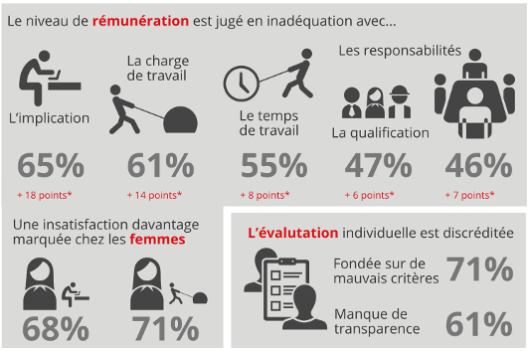 Le niveau de rémunération est jugé en inadéquation avec...
L'implication
65%
+ 18 points*
La charge
de travail
61%
+ 14 points*
Le temps
de travail
55%
+ 8 points*
La qualification
47%
+ 6 points*
Les responsabilités
46%
+ 7 points*
Une insatisfaction davantage
marquée chez les femmes
68%
71%
L'évalutation individuelle est discréditée
Fondée sur de
mauvais critères
71%
Manque de
transparence
61%